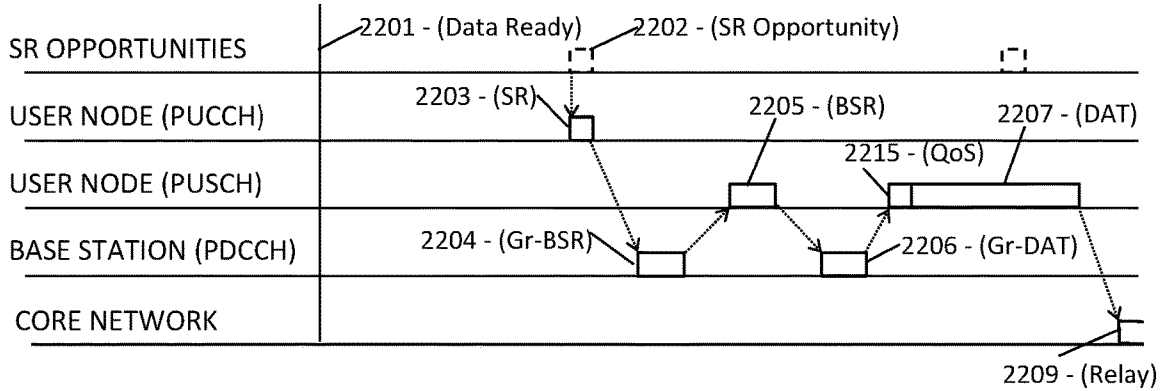 2201 - (Data Ready)
2202 - (SR Opportunity)
SR OPPORTUNITIES
2203 - (SR)
2205 - (BSR)
2207 - (DAT)
USER NODE (PUCCH)
2215 - (QoS)
USER NODE (PUSCH)
2204 - (Gr-BSR)
2206 - (Gr-DAT)
BASE STATION (PDCCH)
CORE NETWORK
2209 - (Relay)